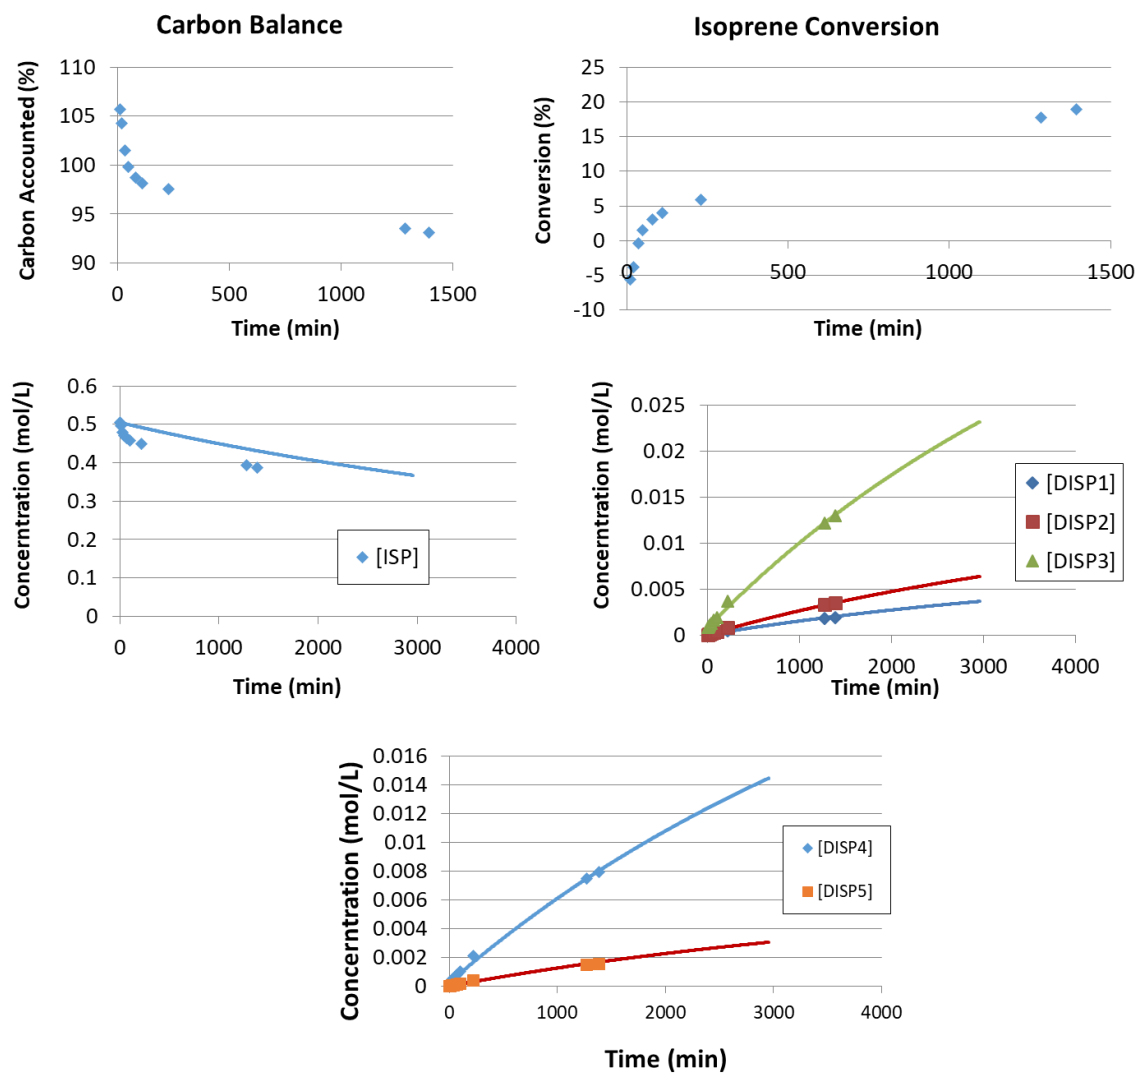 Carbon Balance
Carbon Accounted (%)
110
105
100
95
90
0 500 1000 1500
Time (min)
Isoprene Conversion
Conversion (%)
25
20
15
10
5
0
-5
-10
0 500 1000 1500
Time (min)
Concerntration (mol/L)
0.6
0.5
0.4
0.3
0.2
0.1
0
[ISP]
0 1000 2000 3000 4000
Time (min)
Concerntration (mol/L)
0.025
0.02
0.015
0.01
0.005
0
[DISP1]
[DISP2]
[DISP3]
0 1000 2000 3000 4000
Time (min)
Concerntration (mol/L)
0.016
0.014
0.012
0.01
0.008
0.006
0.004
0.002
0
[DISP4]
[DISP5]
0 1000 2000 3000 4000
Time (min)